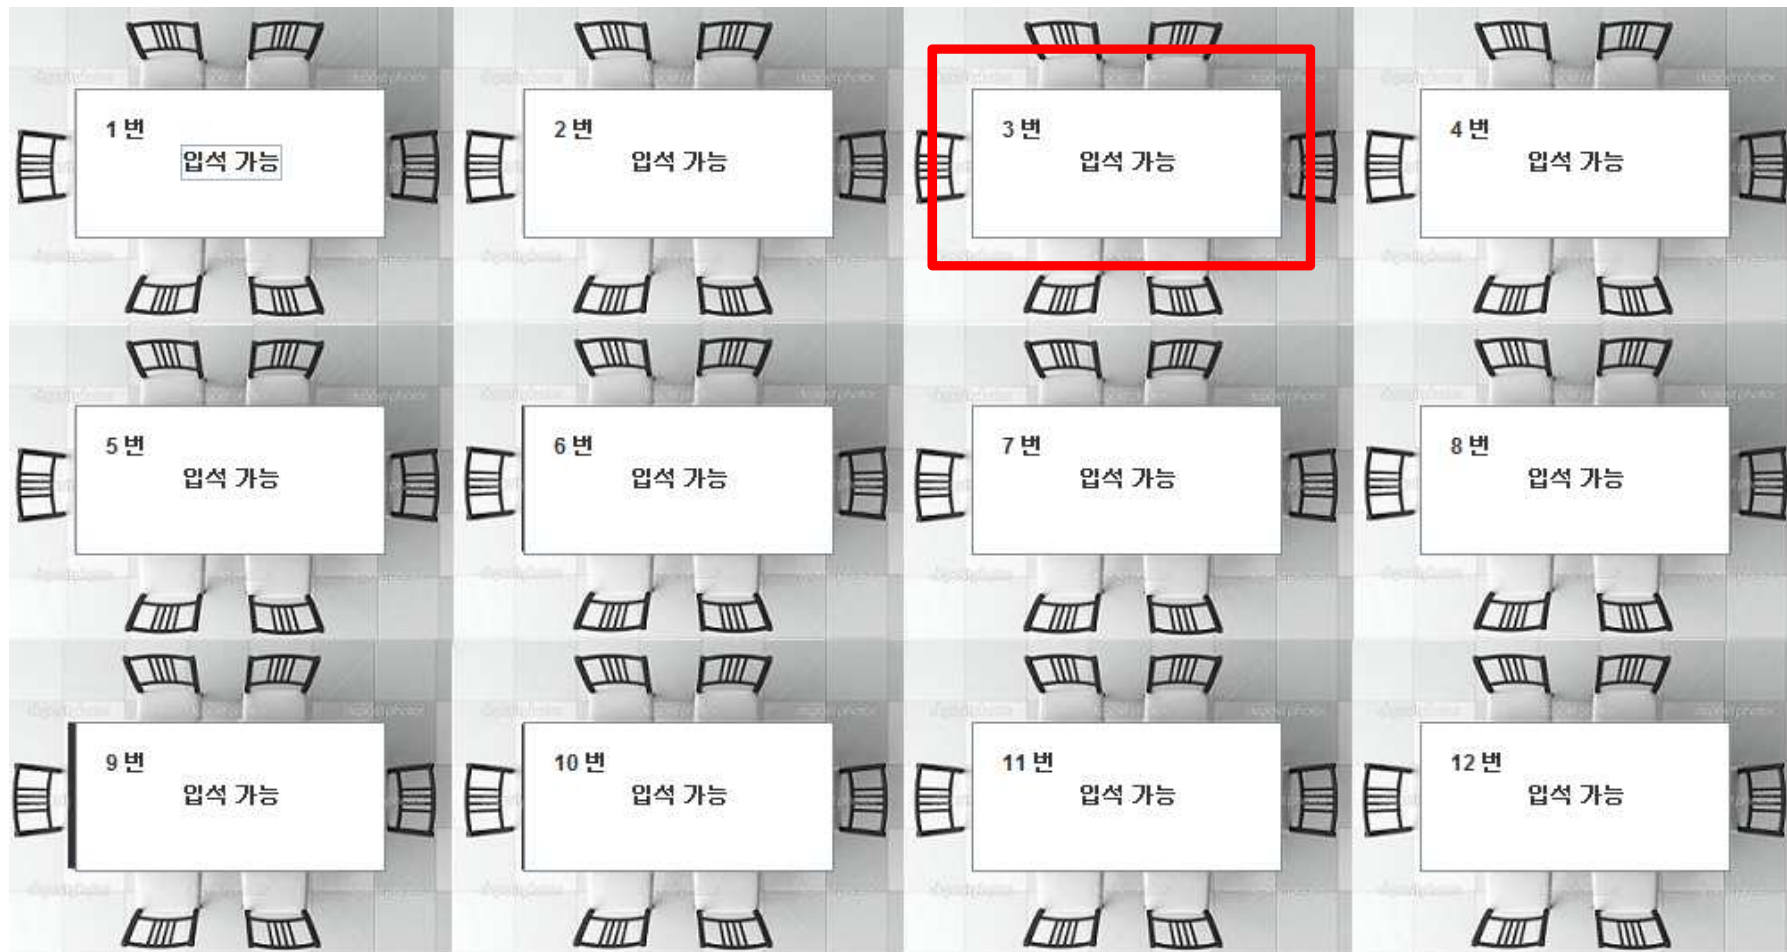 1 번
입석 가능
2 번
입석 가능
3 번
입석 가능
4 번
입석 가능
5 번
입석 가능
6 번
입석 가능
7 번
입석 가능
8 번
입석 가능
9 번
입석 가능
10 번
입석 가능
11 번
입석 가능
12 번
입석 가능